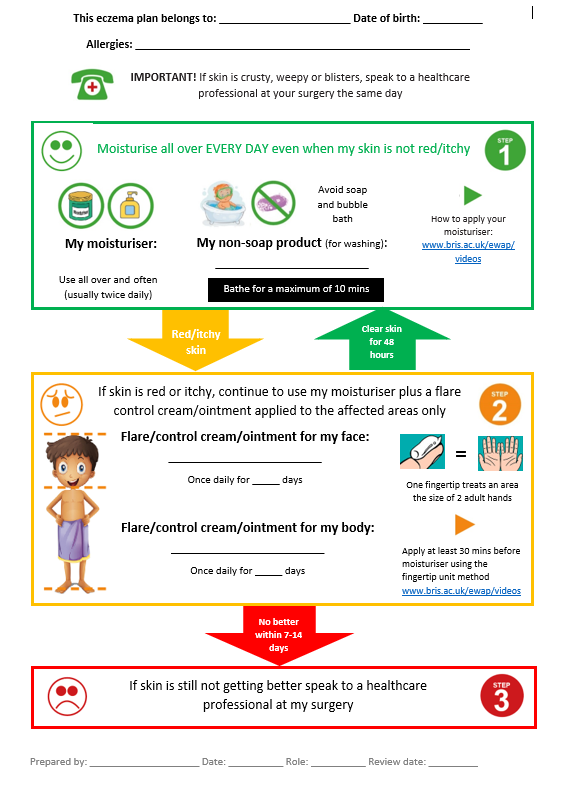 This eczema plan belongs to: ______________________ Date of birth: __________
Allergies: ________________________________________________________
IMPORTANT! If skin is crusty, weepy or blisters, speak to a healthcare
professional at your surgery the same day
Moisturise all over EVERY DAY even when my skin is not red/itchy
STEP
1
Avoid soap
and bubble
bath
My moisturiser:
My non-soap product (for washing):
__________________________
Use all over and often
(usually twice daily)
Bathe for a maximum of 10 mins
How to apply your
moisturiser:
www.bris.ac.uk/ewap/
videos
Red/itchy
skin
Clear skin
for 48
hours
If skin is red or itchy, continue to use my moisturiser plus a flare
control cream/ointment applied to the affected areas only
STEP
2
Flare/control cream/ointment for my face:
__________________________
Once daily for _____ days
=
One fingertip treats an area
the size of 2 adult hands
Flare/control cream/ointment for my body:
__________________________
Once daily for _____ days
Apply at least 30 mins before
moisturiser using the
fingertip unit method
www.bris.ac.uk/ewap/videos
No better
within 7-14
days
If skin is still not getting better speak to a healthcare
professional at my surgery
STEP
3
Prepared by: __________________ Date: _________ Role: _________ Review date: ________